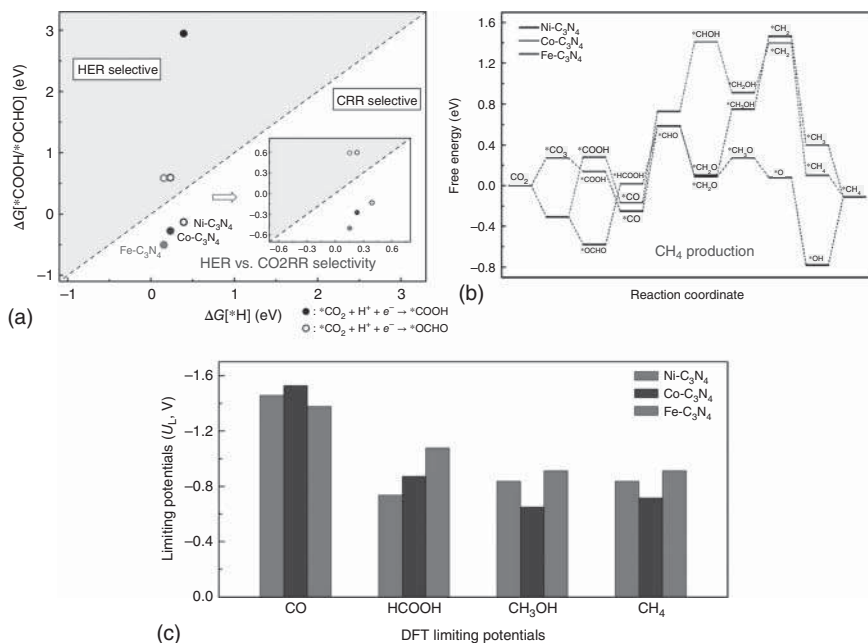 3
2
1
0
−1
ΔG[*COOH/*OCHO] (eV)
HER selective
CRR selective
0.6
0.3
0.0
−0.3
−0.6
−0.6
−0.3
0.0
0.3
0.6
Ni-C₃N₄
Co-C₃N₄
Fe-C₃N₄
HER vs. CO2RR selectivity
−1
0
1
2
3
(a)
ΔG[*H] (eV)
: *CO₂ + H⁺ + e⁻ → *COOH
: *CO₂ + H⁺ + e⁻ → *OCHO
1.6
1.2
0.8
0.4
0.0
−0.4
−0.8
Free energy (eV)
Ni-C₃N₄
Co-C₃N₄
Fe-C₃N₄
*CHOH
*CH₂
*CH₂
*CH₂OH
*CH₂OH
*CHO
*CO₃
*COOH
CO₂
*COOH
*HCOOH
*CO
*CO
*OCHO
*CH₂O
*CH₂O
*CH₂O
*O
*CH₃
*CH₄
*CH₄
*OH
CH₄ production
(b)
Reaction coordinate
−1.6
−1.2
−0.8
−0.4
0.0
Limiting potentials (U_L, V)
Ni-C₃N₄
Co-C₃N₄
Fe-C₃N₄
CO
HCOOH
CH₃OH
CH₄
(c)
DFT limiting potentials